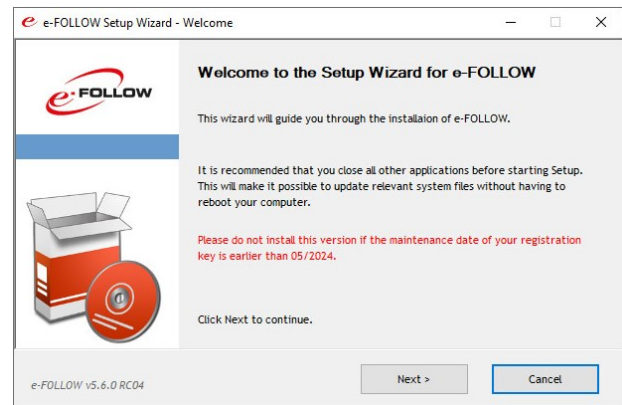 e-FOLLOW Setup Wizard - Welcome
e-FOLLOW
Welcome to the Setup Wizard for e-FOLLOW
This wizard will guide you through the installaion of e-FOLLOW.
It is recommended that you close all other applications before starting Setup.
This will make it possible to update relevant system files without having to
reboot your computer.
Please do not install this version if the maintenance date of your registration
key is earlier than 05/2024.
Click Next to continue.
e-FOLLOW v5.6.0 RC04
Next >
Cancel